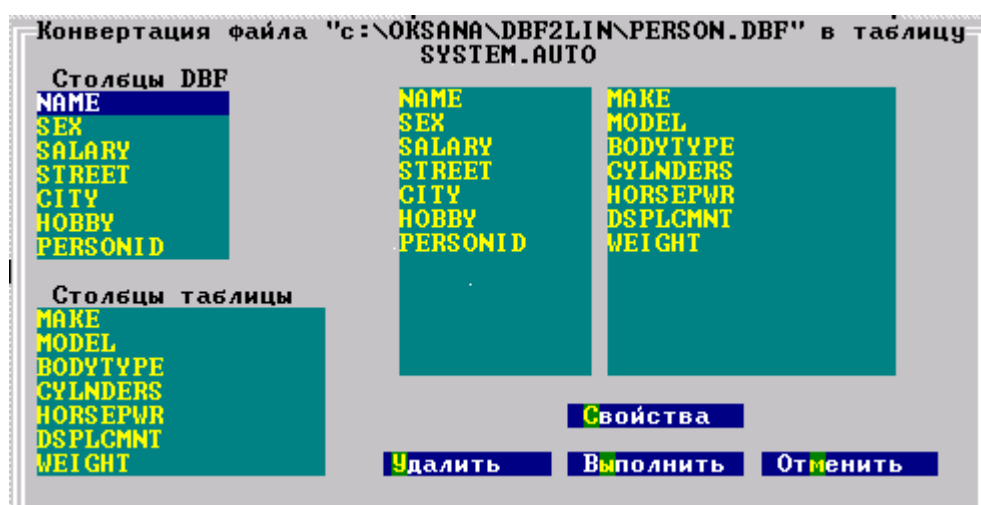 Конвертация файла "c:\OKSANA\DBF2LIN\PERSON.DBF" в таблицу
SYSTEM.AUTO
Столбцы DBF
NAME
SEX
SALARY
STREET
CITY
HOBBY
PERSONID
Столбцы таблицы
MAKE
MODEL
BODYTYPE
CYLNDERS
HORSEPWR
DSPLCMNT
WEIGHT
NAME
SEX
SALARY
STREET
CITY
HOBBY
PERSONID
MAKE
MODEL
BODYTYPE
CYLNDERS
HORSEPWR
DSPLCMNT
WEIGHT
Свойства
Удалить Выполнить Отменить